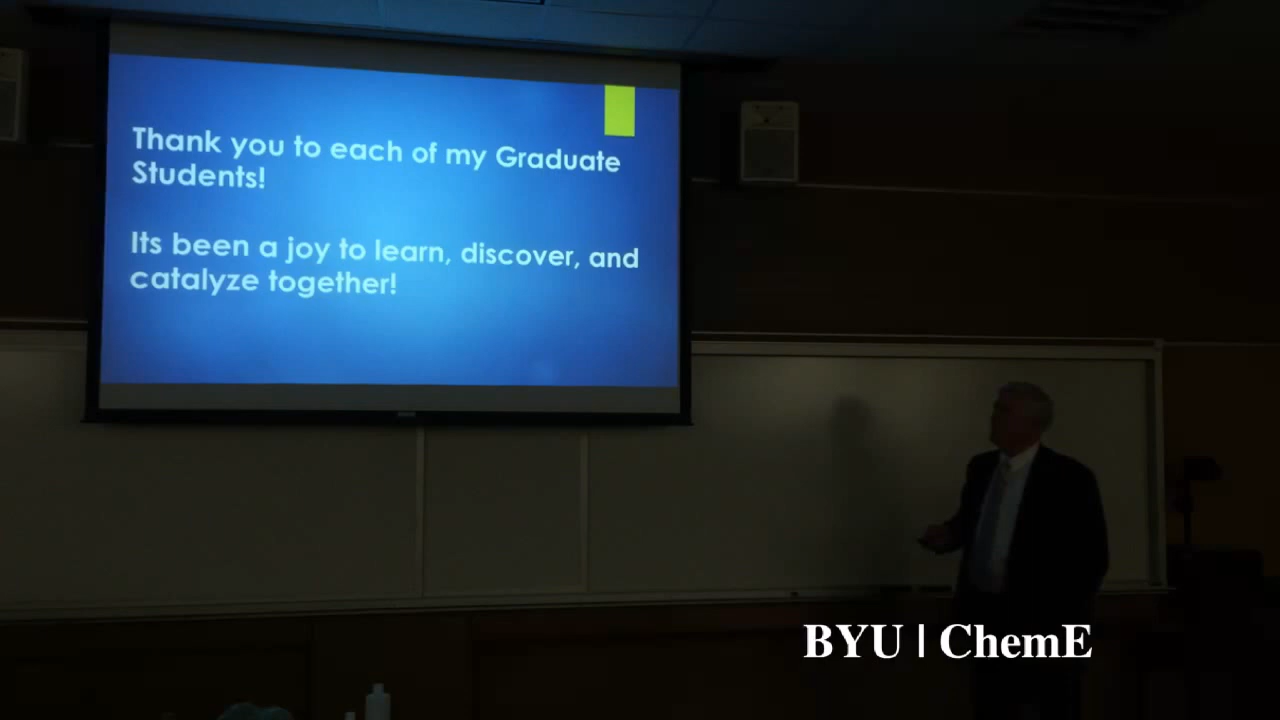 Thank you to each of my Graduate
Students!
Its been a joy to learn, discover, and
catalyze together!
BYU | ChemE